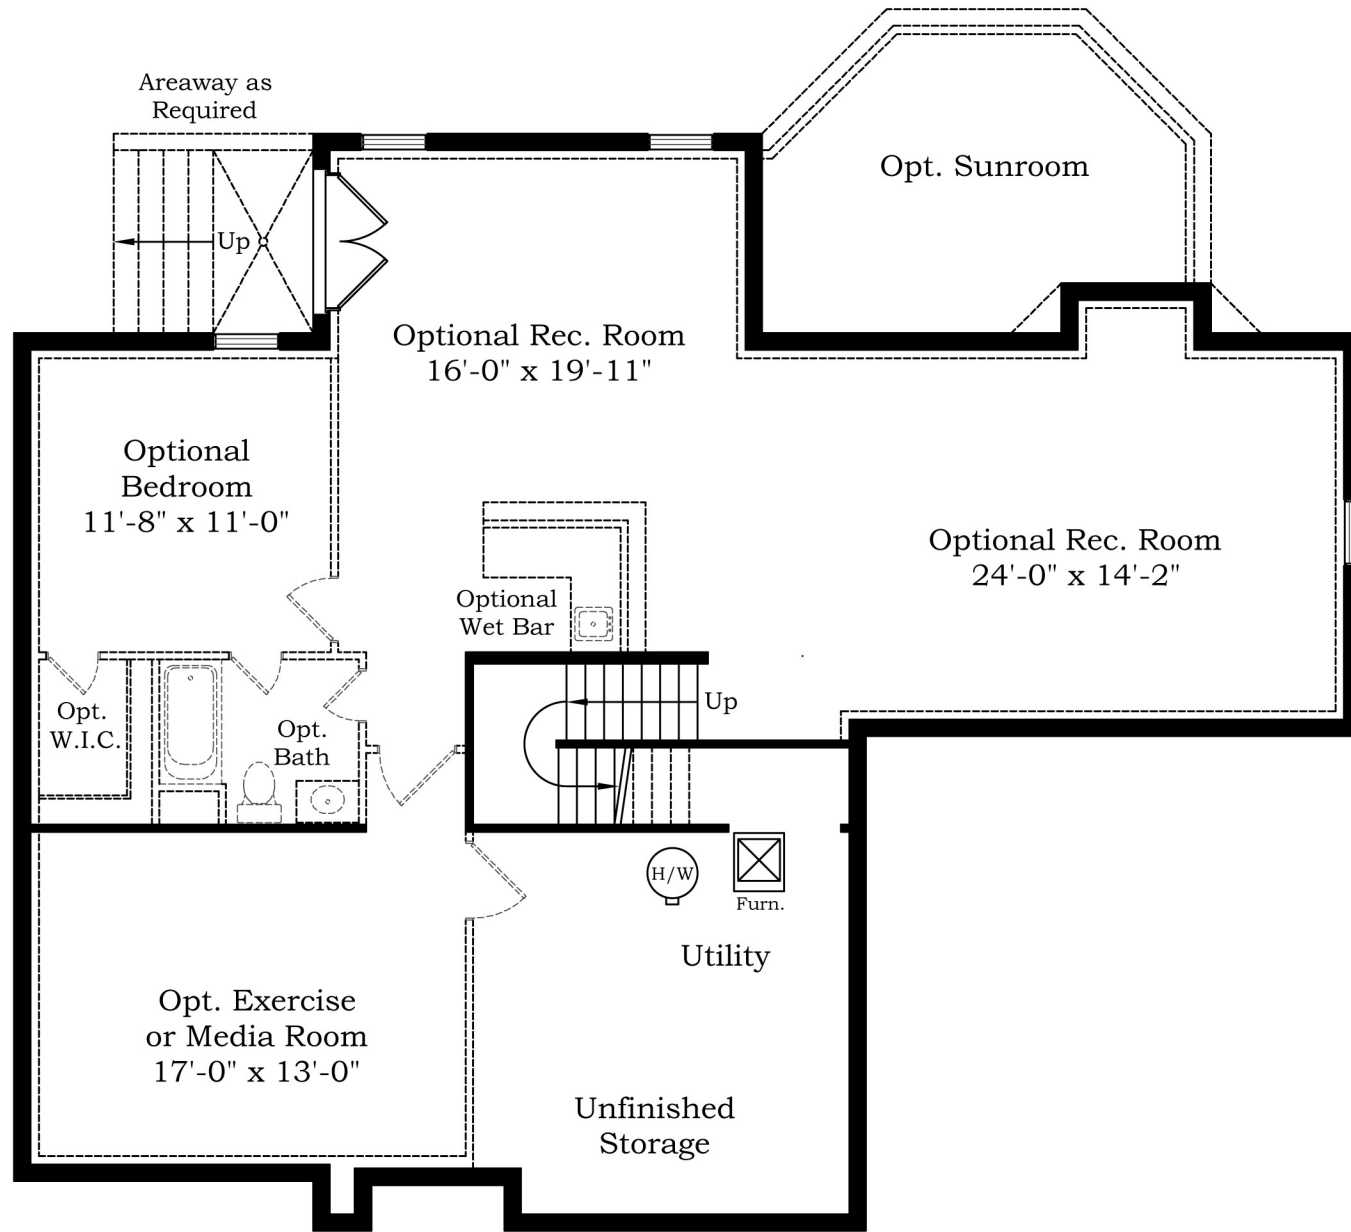 Areaway as
Required
Opt. Sunroom
Up
Optional Rec. Room
16'-0" x 19'-11"
Optional
Bedroom
11'-8" x 11'-0"
Optional Rec. Room
24'-0" x 14'-2"
Optional
Wet Bar
Opt.
W.I.C.
Opt.
Bath
Up
H/W
Furn.
Utility
Opt. Exercise
or Media Room
17'-0" x 13'-0"
Unfinished
Storage